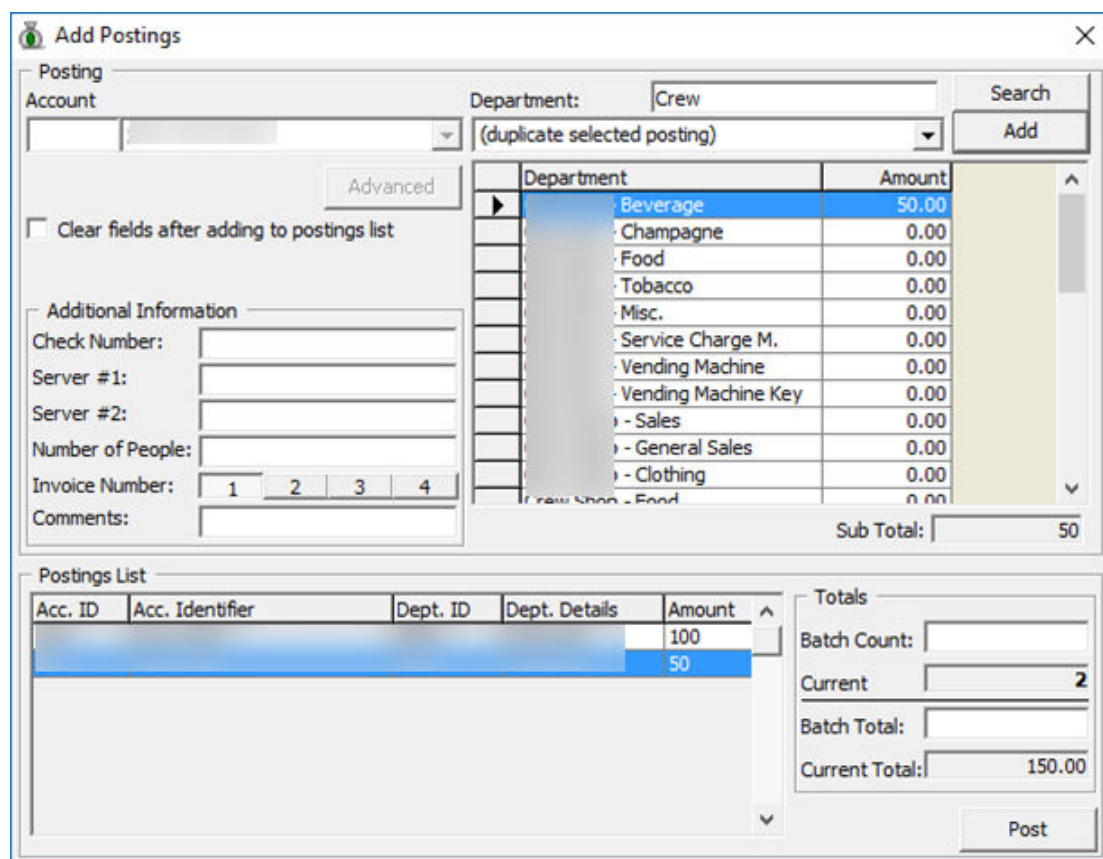 Add Postings
Posting
Account
Department: Crew Search
(duplicate selected posting) Add
Advanced
Department Amount
- Beverage 50.00
Clear fields after adding to postings list
- Champagne 0.00
- Food 0.00
- Tobacco 0.00
- Misc. 0.00
- Service Charge M. 0.00
- Vending Machine 0.00
- Vending Machine Key 0.00
- Sales 0.00
- General Sales 0.00
- Clothing 0.00
Crew Shop - Food 0.00
Additional Information
Check Number:
Server #1:
Server #2:
Number of People:
Invoice Number: 1 2 3 4
Comments:
Sub Total: 50
Postings List
Acc. ID Acc. Identifier Dept. ID Dept. Details Amount
100
50
Totals
Batch Count:
Current 2
Batch Total:
Current Total: 150.00
Post